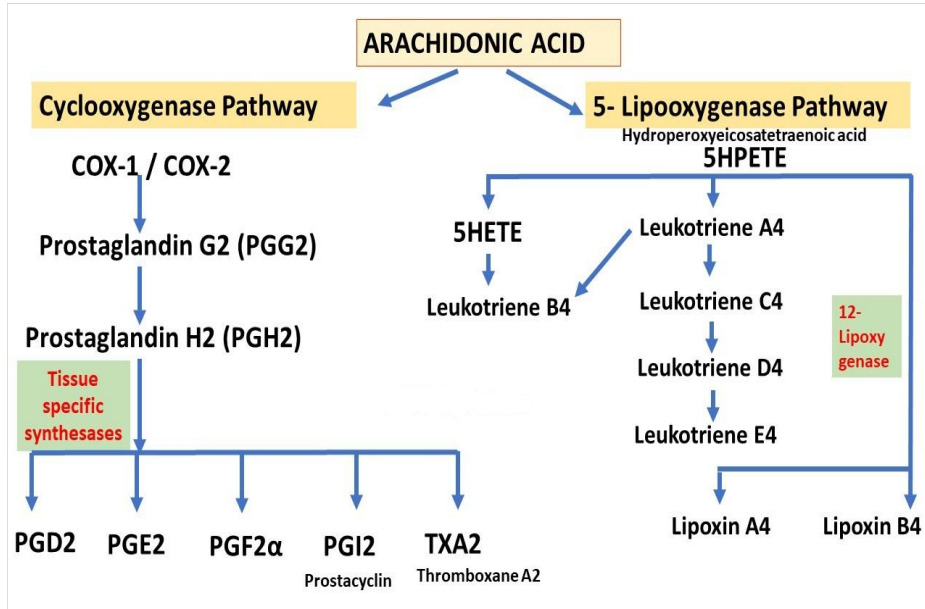 ARACHIDONIC ACID
Cyclooxygenase Pathway
COX-1 / COX-2
Prostaglandin G2 (PGG2)
Prostaglandin H2 (PGH2)
Tissue
specific
synthesases
PGD2
PGE2
PGF2α
PGI2
Prostacyclin
TXA2
Thromboxane A2
5- Lipooxygenase Pathway
Hydroperoxyeicosatetraenoic acid
5HPETE
5HETE
Leukotriene B4
Leukotriene A4
Leukotriene C4
Leukotriene D4
Leukotriene E4
12-
Lipoxy
genase
Lipoxin A4
Lipoxin B4